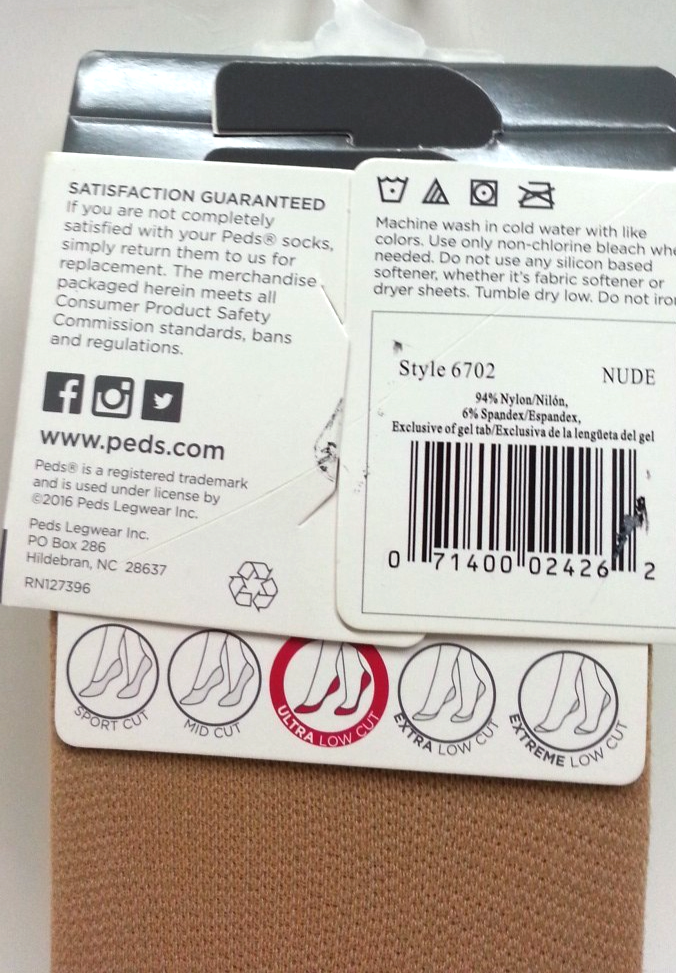 SATISFACTION GUARANTEED
If you are not completely
satisfied with your Peds® socks,
simply return them to us for
replacement. The merchandise
packaged herein meets all
Consumer Product Safety
Commission standards, bans
and regulations.
www.peds.com
Peds® is a registered trademark
and is used under license by
©2016 Peds Legwear Inc.
Peds Legwear Inc.
PO Box 286
Hildebran, NC 28637
RN127396
Machine wash in cold water with like
colors. Use only non-chlorine bleach whe
needed. Do not use any silicon based
softener, whether it's fabric softener or
dryer sheets. Tumble dry low. Do not iron
Style 6702 NUDE
94% Nylon/Nilón,
6% Spandex/Espandex,
Exclusive of gel tab/Exclusiva de la lengüeta del gel
0 71400 02426 2
SPORT CUT
MID CUT
ULTRA LOW CUT
EXTRA LOW CUT
EXTREME LOW CUT